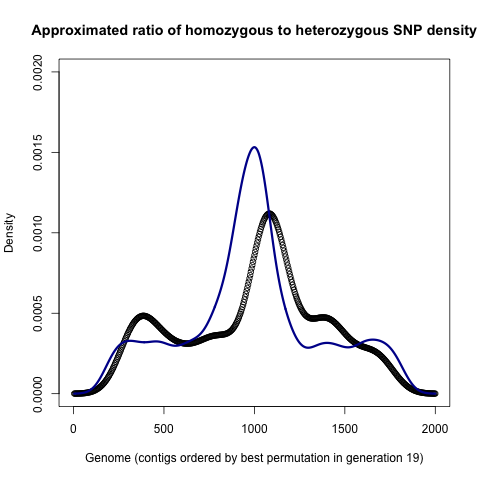 Approximated ratio of homozygous to heterozygous SNP density
0.0020
0.0015
0.0010
0.0005
0.0000
Density
0 500 1000 1500 2000
Genome (contigs ordered by best permutation in generation 19)